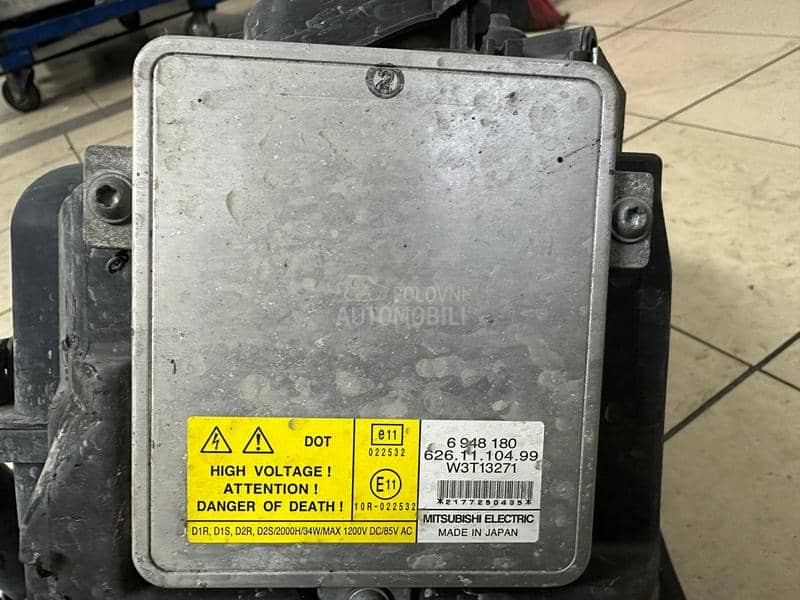 POLOVNI
AUTOMOBILI
DOT
HIGH VOLTAGE !
ATTENTION !
DANGER OF DEATH !
e11
022532
E11
10R-022532
D1R, D1S, D2R, D2S/2000H/34W/MAX 1200V DC/85V AC
6 948 180
626.11.104.99
W3T13271
*2177250435*
MITSUBISHI ELECTRIC
MADE IN JAPAN